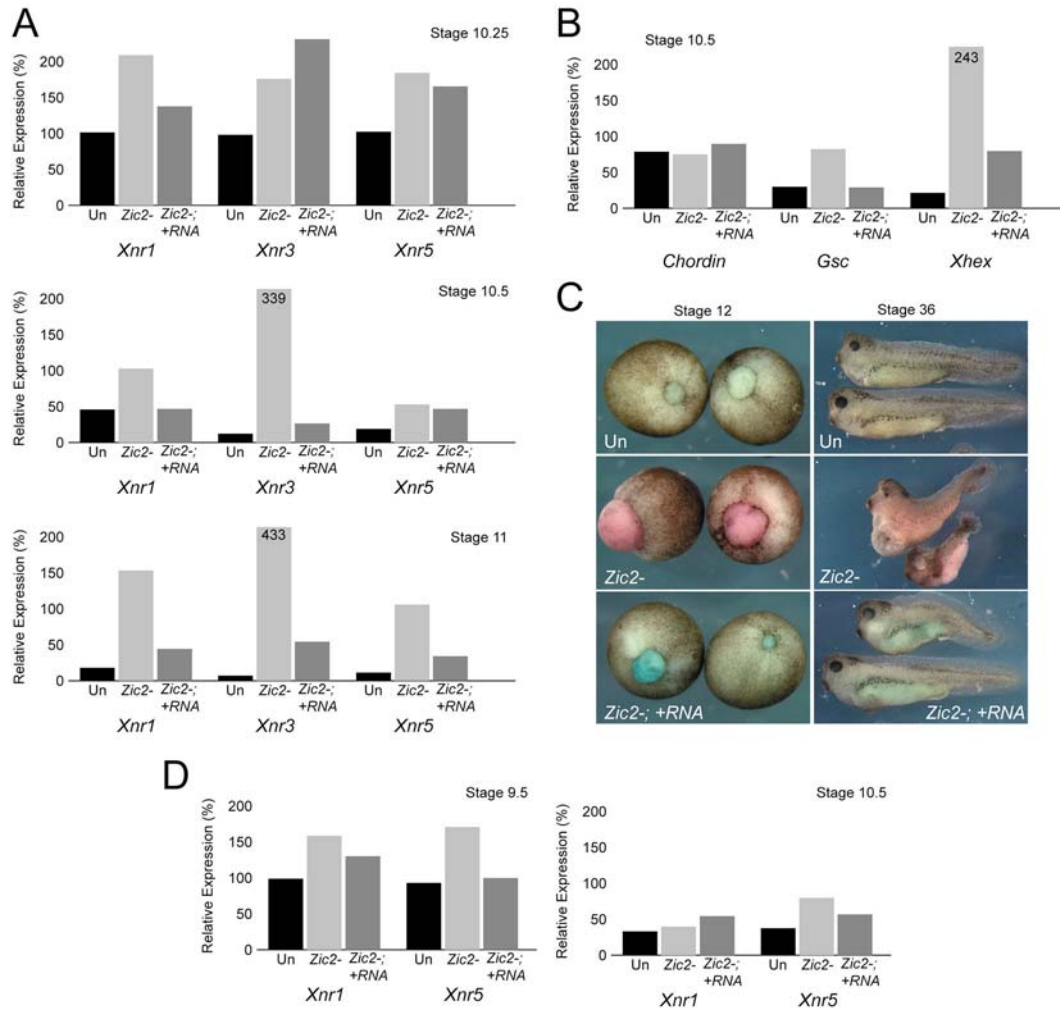 A
Stage 10.25
Relative Expression (%)
200
150
100
50
0
Un Zic2- Zic2-; +RNA Un Zic2- Zic2-; +RNA Un Zic2- Zic2-; +RNA
Xnr1 Xnr3 Xnr5
Stage 10.5
Relative Expression (%)
200
150
100
50
0
339
Un Zic2- Zic2-; +RNA Un Zic2- Zic2-; +RNA Un Zic2- Zic2-; +RNA
Xnr1 Xnr3 Xnr5
Stage 11
Relative Expression (%)
200
150
100
50
0
433
Un Zic2- Zic2-; +RNA Un Zic2- Zic2-; +RNA Un Zic2- Zic2-; +RNA
Xnr1 Xnr3 Xnr5
B
Stage 10.5
Relative Expression (%)
200
150
100
50
0
243
Un Zic2- Zic2-; +RNA Un Zic2- Zic2-; +RNA Un Zic2- Zic2-; +RNA
Chordin Gsc Xhex
C
Stage 12 Stage 36
Un Un
Zic2- Zic2-
Zic2-; +RNA Zic2-; +RNA
D
Stage 9.5
Relative Expression (%)
200
150
100
50
0
Un Zic2- Zic2-; +RNA Un Zic2- Zic2-; +RNA
Xnr1 Xnr5
Stage 10.5
Relative Expression (%)
200
150
100
50
0
Un Zic2- Zic2-; +RNA Un Zic2- Zic2-; +RNA
Xnr1 Xnr5